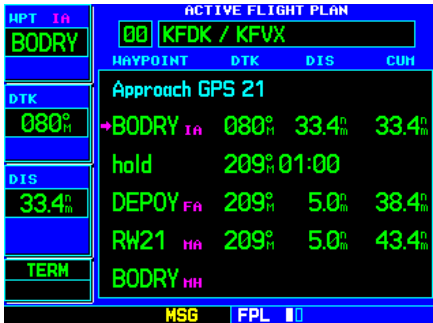 WPT IA
BODRY
DTK
080°M
DIS
33.4nm
TERM
ACTIVE FLIGHT PLAN
00 KFDK / KFVX
WAYPOINT DTK DIS CUM
Approach GPS 21
➔BODRY IA 080°M 33.4nm 33.4nm
hold 209°M 01:00
DEPOY FA 209°M 5.0nm 38.4nm
RW21 MA 209°M 5.0nm 43.4nm
BODRY MH
MSG FPL